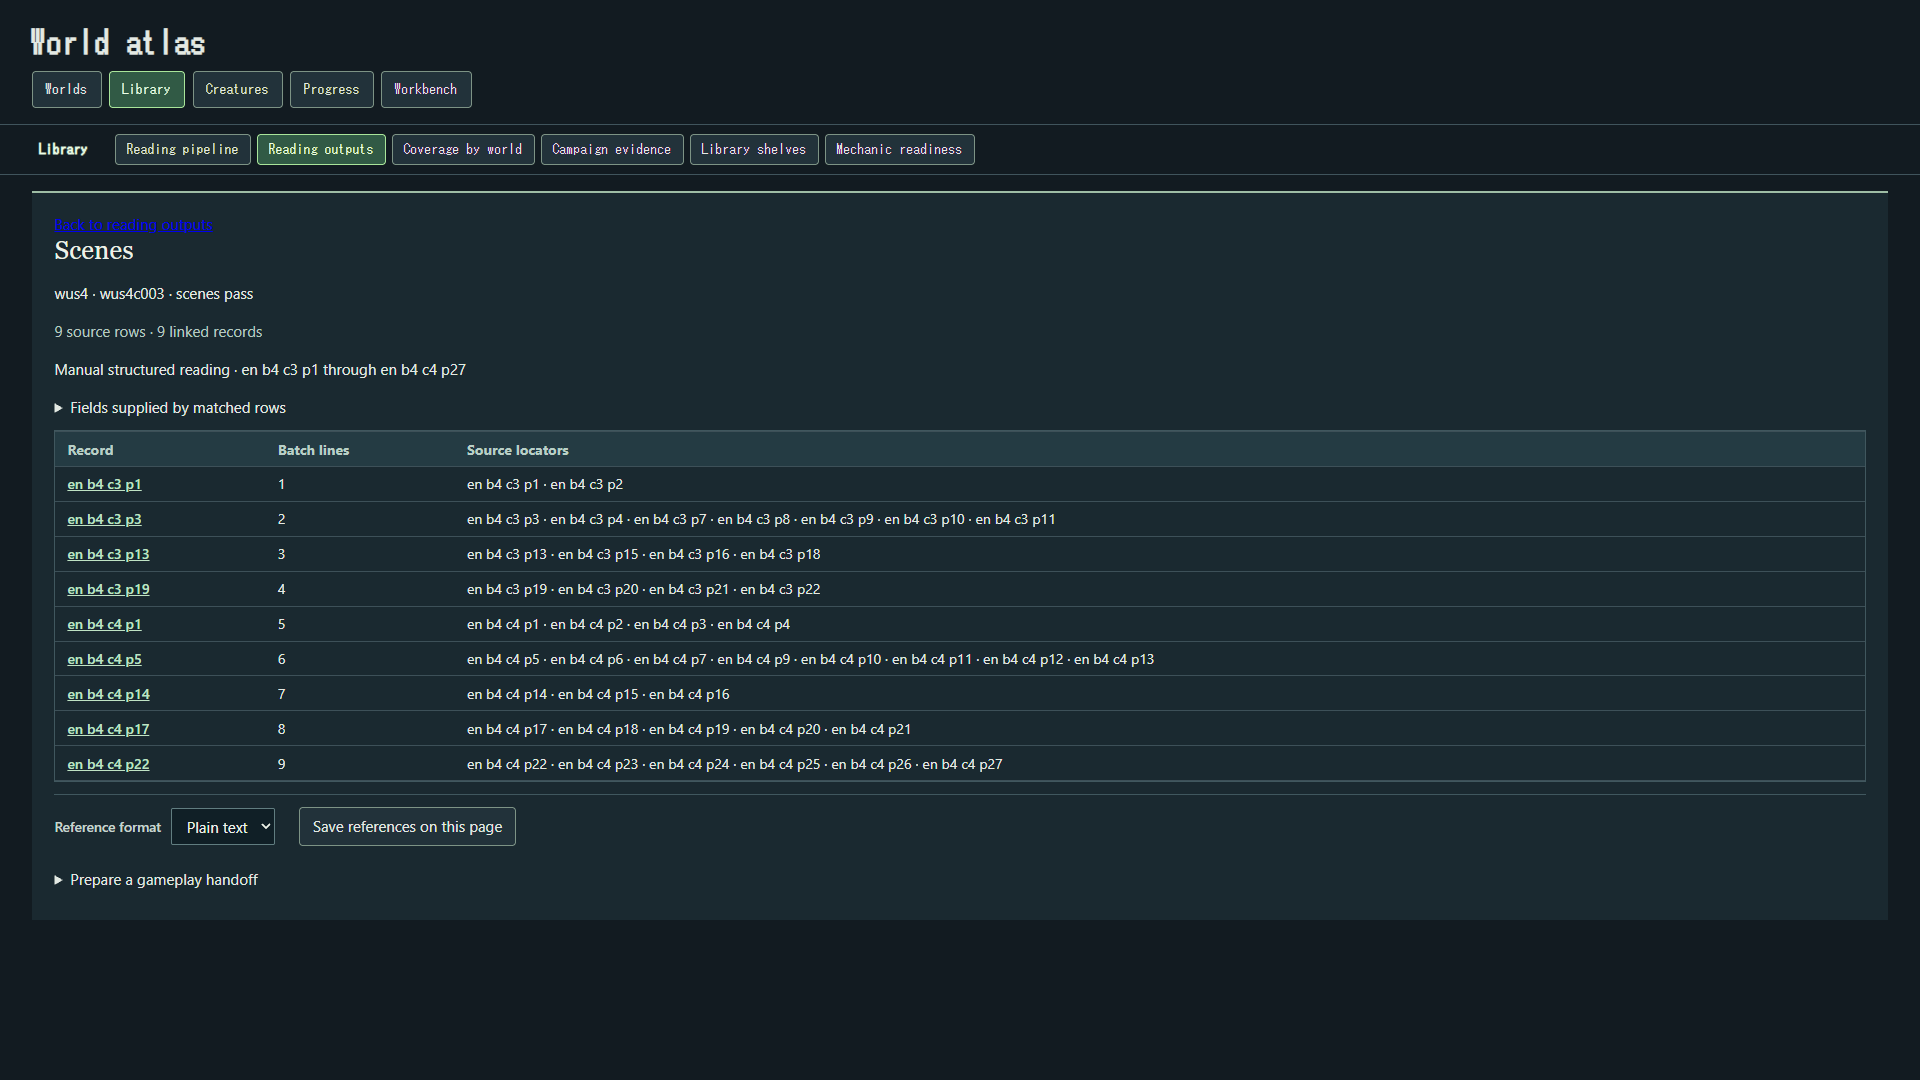 World atlas
Worlds Library Creatures Progress Workbench
Library Reading pipeline Reading outputs Coverage by world Campaign evidence Library shelves Mechanic readiness
Back to reading outputs
Scenes
wus4 · wus4c003 · scenes pass
9 source rows · 9 linked records
Manual structured reading · en b4 c3 p1 through en b4 c4 p27
▶ Fields supplied by matched rows
Record Batch lines Source locators
en b4 c3 p1 1 en b4 c3 p1 · en b4 c3 p2
en b4 c3 p3 2 en b4 c3 p3 · en b4 c3 p4 · en b4 c3 p7 · en b4 c3 p8 · en b4 c3 p9 · en b4 c3 p10 · en b4 c3 p11
en b4 c3 p13 3 en b4 c3 p13 · en b4 c3 p15 · en b4 c3 p16 · en b4 c3 p18
en b4 c3 p19 4 en b4 c3 p19 · en b4 c3 p20 · en b4 c3 p21 · en b4 c3 p22
en b4 c4 p1 5 en b4 c4 p1 · en b4 c4 p2 · en b4 c4 p3 · en b4 c4 p4
en b4 c4 p5 6 en b4 c4 p5 · en b4 c4 p6 · en b4 c4 p7 · en b4 c4 p9 · en b4 c4 p10 · en b4 c4 p11 · en b4 c4 p12 · en b4 c4 p13
en b4 c4 p14 7 en b4 c4 p14 · en b4 c4 p15 · en b4 c4 p16
en b4 c4 p17 8 en b4 c4 p17 · en b4 c4 p18 · en b4 c4 p19 · en b4 c4 p20 · en b4 c4 p21
en b4 c4 p22 9 en b4 c4 p22 · en b4 c4 p23 · en b4 c4 p24 · en b4 c4 p25 · en b4 c4 p26 · en b4 c4 p27
Reference format Plain text Save references on this page
▶ Prepare a gameplay handoff